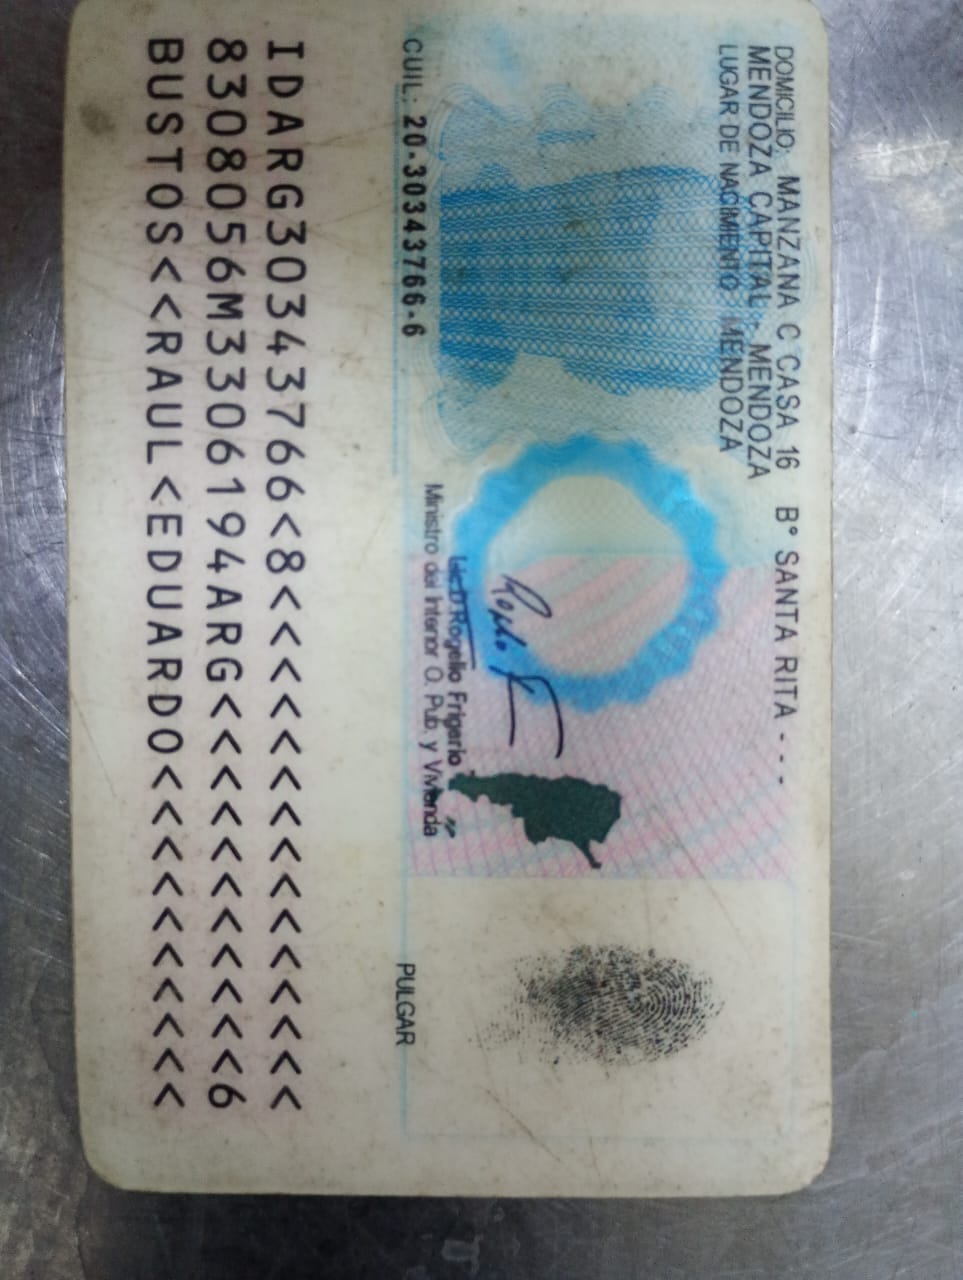 DOMICILIO: MANZANA C CASA 16 B° SANTA RITA - - -
MENDOZA CAPITAL - MENDOZA
LUGAR DE NACIMIENTO: MENDOZA
Rogelio Frigerio
Ministro del Interior O. Pub. y Vivienda
CUIL: 20-30343766-6
PULGAR
IDARG30343766<8<<<<<<<<<<<<<<<
8308056M3306194ARG<<<<<<<<<<<6
BUSTOS<<RAUL<EDUARDO<<<<<<<<<<